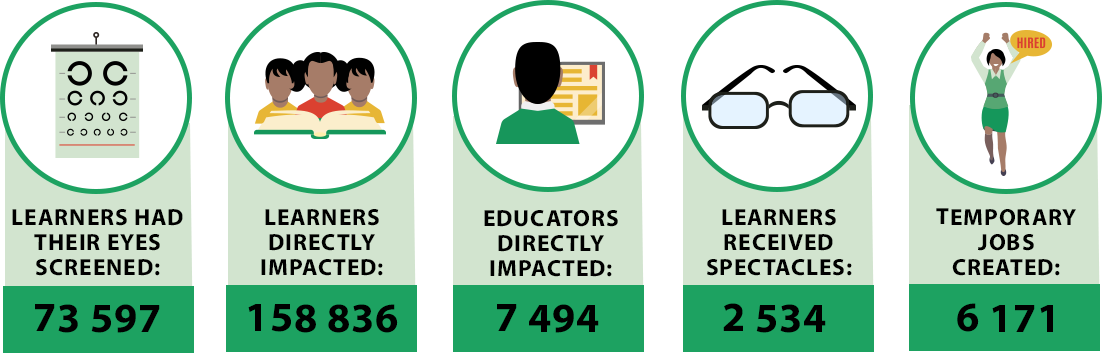 HIRED
LEARNERS HAD
THEIR EYES
SCREENED:
73 597
LEARNERS
DIRECTLY
IMPACTED:
158 836
EDUCATORS
DIRECTLY
IMPACTED:
7 494
LEARNERS
RECEIVED
SPECTACLES:
2 534
TEMPORARY
JOBS
CREATED:
6 171